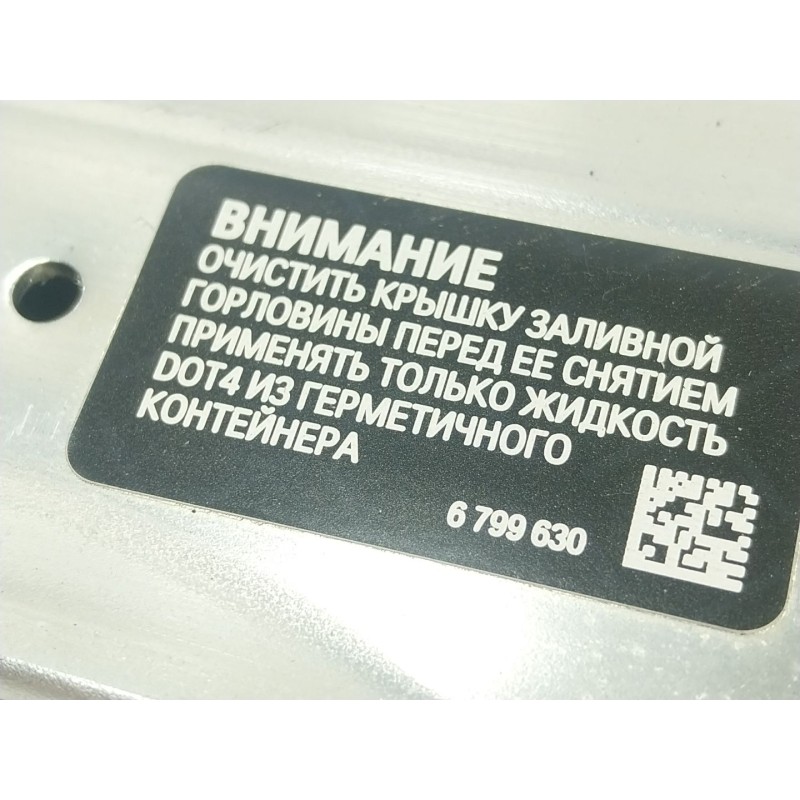 ВНИМАНИЕ
ОЧИСТИТЬ КРЫШКУ ЗАЛИВНОЙ
ГОРЛОВИНЫ ПЕРЕД ЕЕ СНЯТИЕМ
ПРИМЕНЯТЬ ТОЛЬКО ЖИДКОСТЬ
DOT4 ИЗ ГЕРМЕТИЧНОГО
КОНТЕЙНЕРА
6 799 630